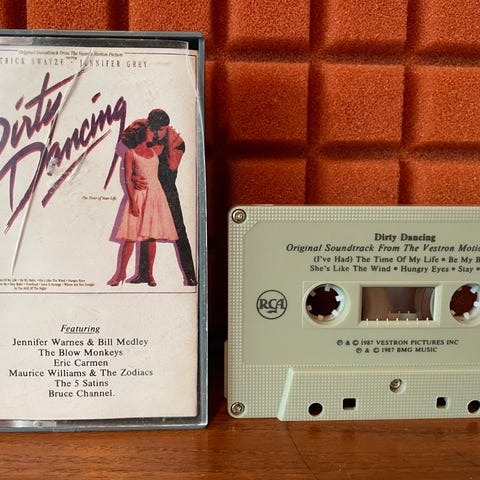 Original Soundtrack From The Vestron Motion Picture
TRICK SWAYZE JENNIFER GREY
Dirty
Dancing
The Time of Your Life.
Featuring
Jennifer Warnes & Bill Medley
The Blow Monkeys
Eric Carmen
Maurice Williams & The Zodiacs
The 5 Satins
Bruce Channel.
Dirty Dancing
Original Soundtrack From The Vestron Motio
(I've Had) The Time Of My Life • Be My B
She's Like The Wind • Hungry Eyes • Stay •
RCA
℗ & © 1987 VESTRON PICTURES INC
℗ & © 1987 BMG MUSIC